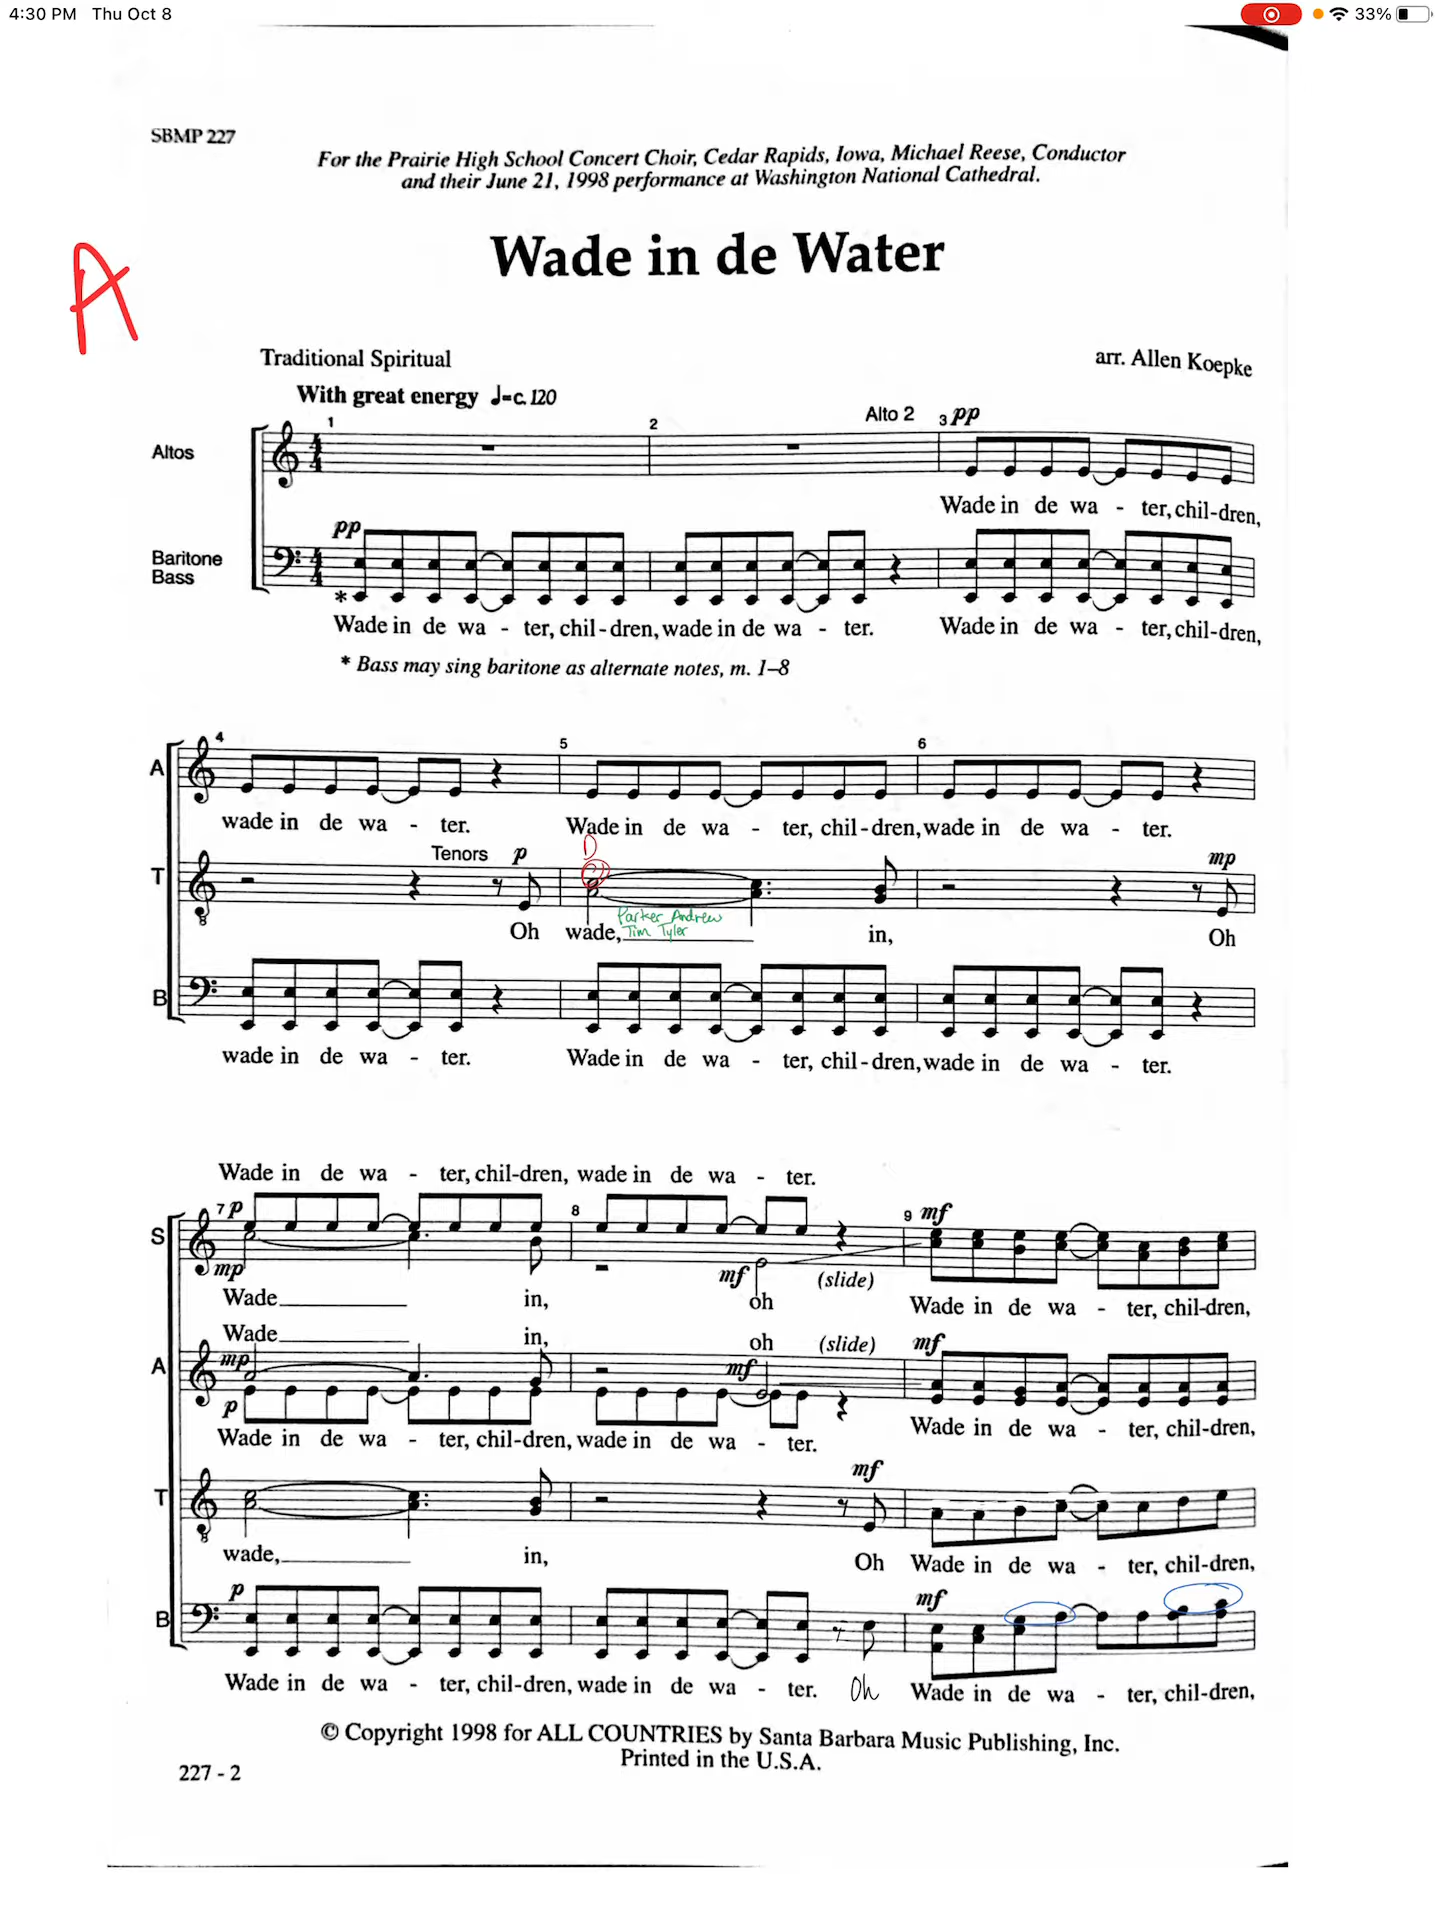 4:30 PM Thu Oct 8 33%
SBMP 227
For the Prairie High School Concert Choir, Cedar Rapids, Iowa, Michael Reese, Conductor
and their June 21, 1998 performance at Washington National Cathedral.
Wade in de Water
A
Traditional Spiritual
arr. Allen Koepke
With great energy ♩=c. 120
1 2 Alto 2 3 pp
Altos
Wade in de wa - ter, chil-dren,
pp
Baritone
Bass
*
Wade in de wa - ter, chil-dren, wade in de wa - ter. Wade in de wa - ter, chil-dren,
* Bass may sing baritone as alternate notes, m. 1–8
4 5 6
A
wade in de wa - ter. Wade in de wa - ter, chil-dren, wade in de wa - ter.
D
Tenors p mp
T
Parker Andrew
Oh wade, in, Oh
Tim Tyler
B
wade in de wa - ter. Wade in de wa - ter, chil-dren, wade in de wa - ter.
Wade in de wa - ter, chil-dren, wade in de wa - ter.
7 p 8 9 mf
S
mp mf (slide)
Wade in, oh Wade in de wa - ter, chil-dren,
Wade in, oh (slide) mf
A
mp mf
p
Wade in de wa - ter, chil-dren,
Wade in de wa - ter, chil-dren, wade in de wa - ter.
mf
T
wade, in, Oh Wade in de wa - ter, chil-dren,
p mf
B
Wade in de wa - ter, chil-dren, wade in de wa - ter. Oh Wade in de wa - ter, chil-dren,
© Copyright 1998 for ALL COUNTRIES by Santa Barbara Music Publishing, Inc.
Printed in the U.S.A.
227 - 2